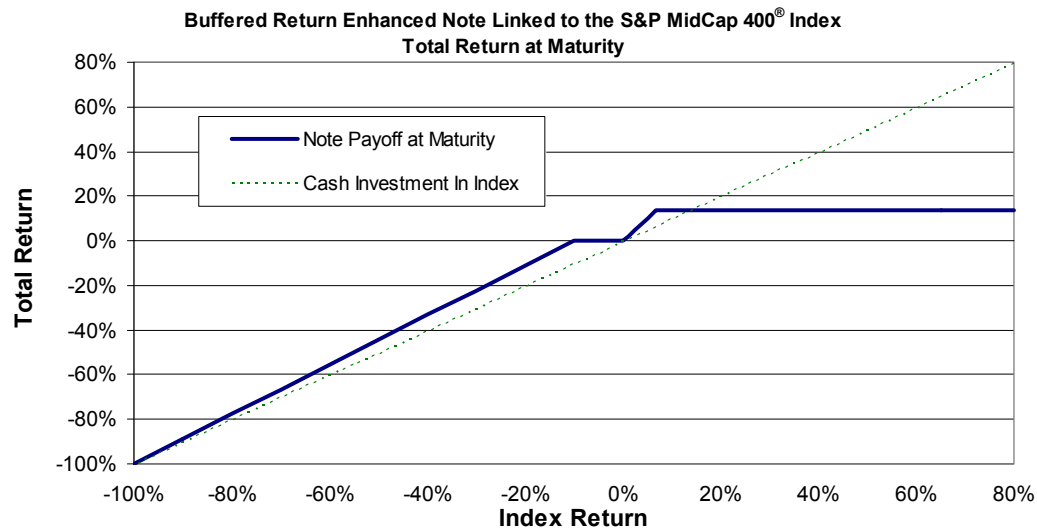 Buffered Return Enhanced Note Linked to the S&P MidCap 400® Index
Total Return at Maturity
80%
60%
40%
20%
0%
-20%
-40%
-60%
-80%
-100%
Total Return
Note Payoff at Maturity
Cash Investment In Index
-100% -80% -60% -40% -20% 0% 20% 40% 60% 80%
Index Return